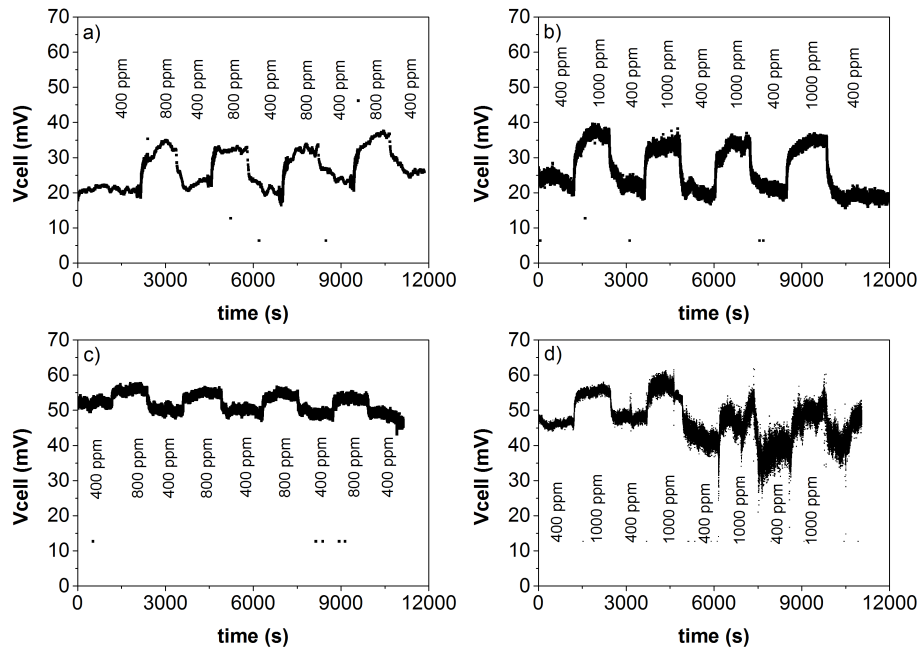 a)
400 ppm 800 ppm 400 ppm 800 ppm 400 ppm 800 ppm 400 ppm 800 ppm 400 ppm
70
60
50
40
30
20
10
0
Vcell (mV)
0 3000 6000 9000 12000
time (s)
b)
400 ppm 1000 ppm 400 ppm 1000 ppm 400 ppm 1000 ppm 400 ppm 1000 ppm 400 ppm
70
60
50
40
30
20
10
0
Vcell (mV)
0 3000 6000 9000 12000
time (s)
c)
70
60
50
40
30
20
10
0
Vcell (mV)
400 ppm 800 ppm 400 ppm 800 ppm 400 ppm 800 ppm 400 ppm 800 ppm 400 ppm
0 3000 6000 9000 12000
time (s)
d)
70
60
50
40
30
20
10
0
Vcell (mV)
400 ppm 1000 ppm 400 ppm 1000 ppm 400 ppm 1000 ppm 400 ppm 1000 ppm
0 3000 6000 9000 12000
time (s)